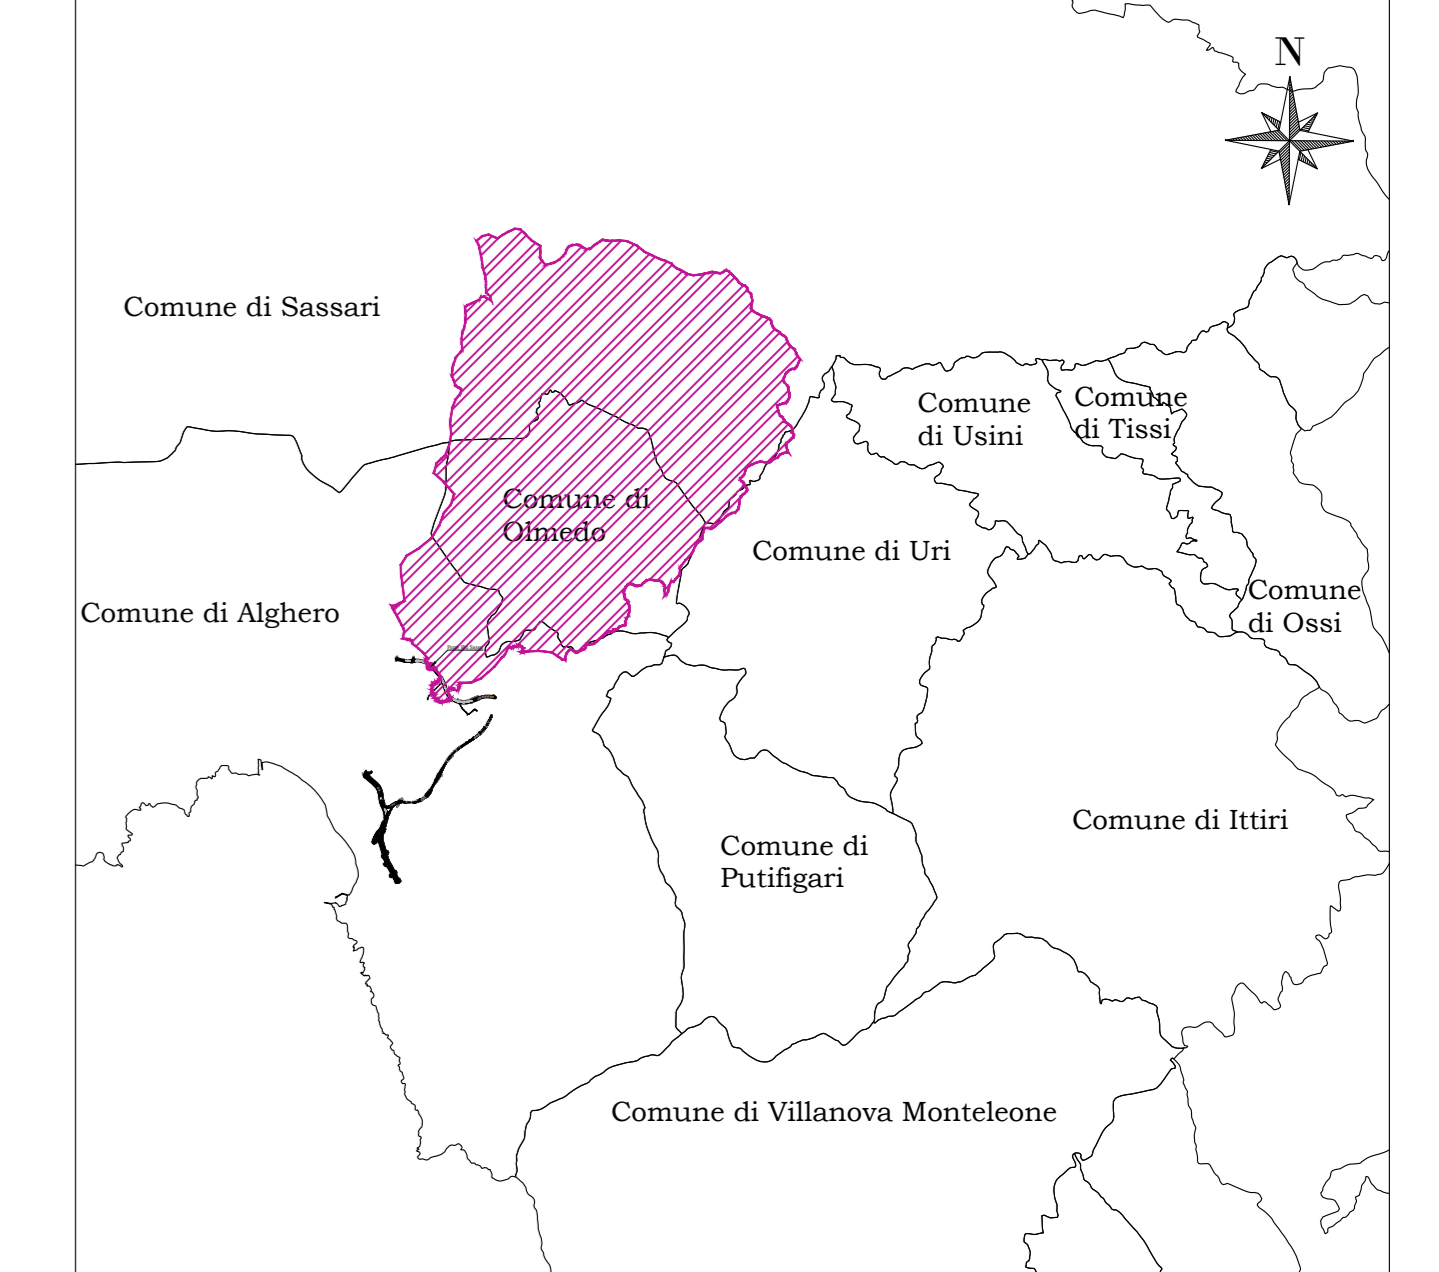 N
Comune di Sassari
Comune
di Usini
Comune
di Tissi
Comune di
Olmedo
Comune di Uri
Comune
di Ossi
Comune di Alghero
Comune di Ittiri
Comune di
Putifigari
Comune di Villanova Monteleone